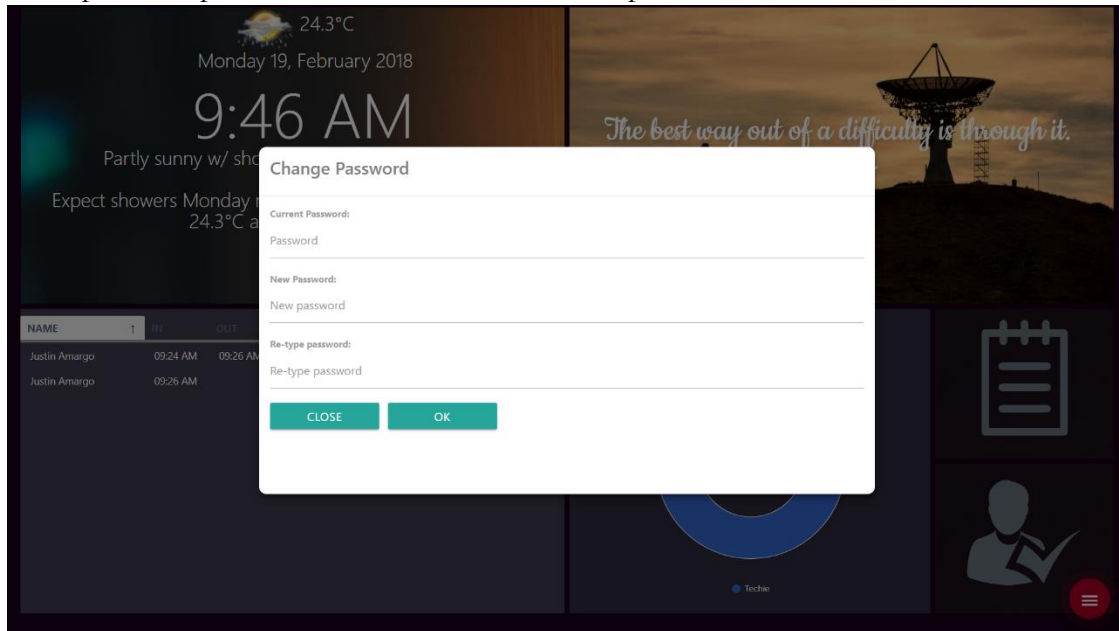 24.3°C
Monday 19, February 2018
9:46 AM
Partly sunny w/ sho
Expect showers Monday
24.3°C a
The best way out of a difficulty is through it.
Change Password
Current Password:
Password
New Password:
New password
Re-type password:
Re-type password
CLOSE OK
NAME ↑ IN OUT
Justin Amargo 09:24 AM 09:26 AM
Justin Amargo 09:26 AM
Techie